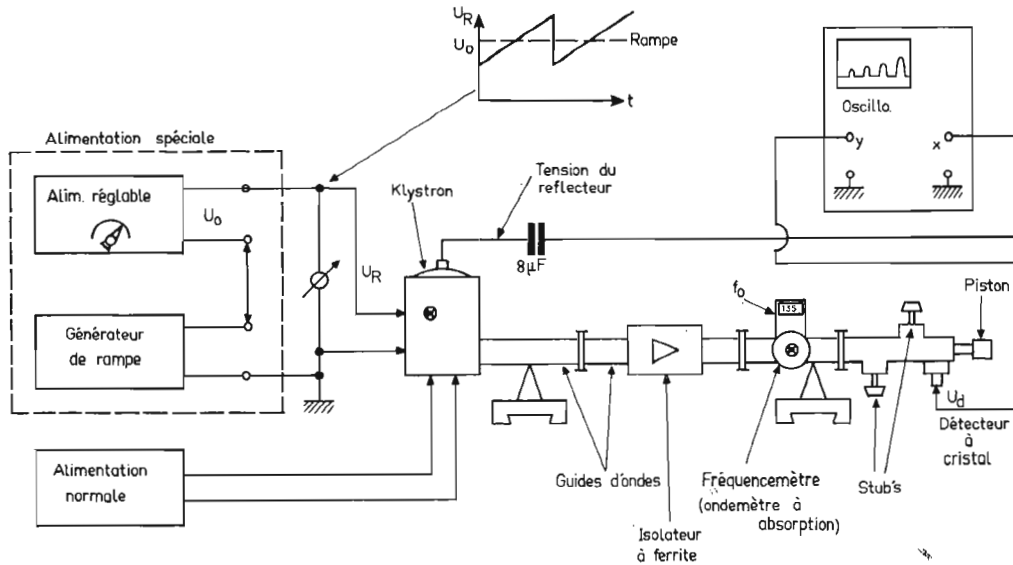 U_R
U_o
Rampe
t
Oscillo.
y
x
Alimentation spéciale
Alim. réglable
U_o
Générateur
de rampe
Alimentation
normale
U_R
Klystron
Tension du
reflecteur
8µF
f_o
135
Piston
U_d
Détecteur
à
cristal
Guides d'ondes
Isolateur
à ferrite
Fréquencemètre
(ondemètre à
absorption)
Stub's